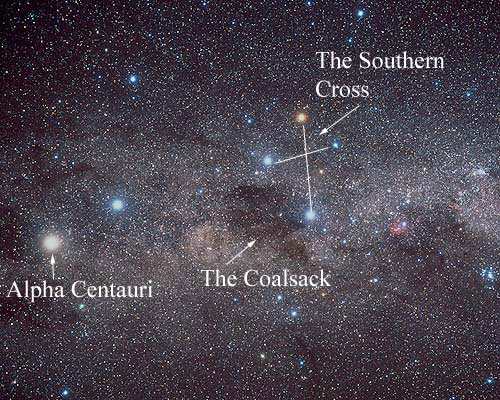 The Southern
Cross
The Coalsack
Alpha Centauri